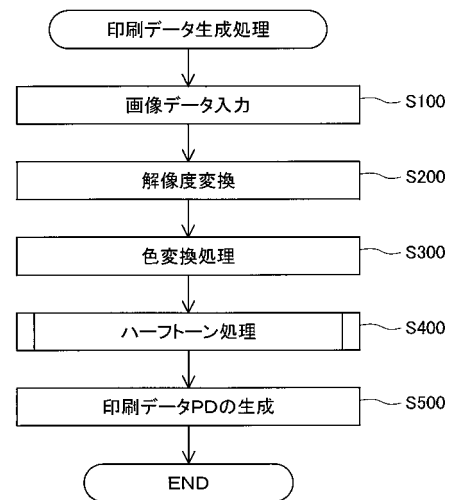 印刷データ生成処理
画像データ入力
S100
解像度変換
S200
色変換処理
S300
ハーフトーン処理
S400
印刷データPDの生成
S500
END